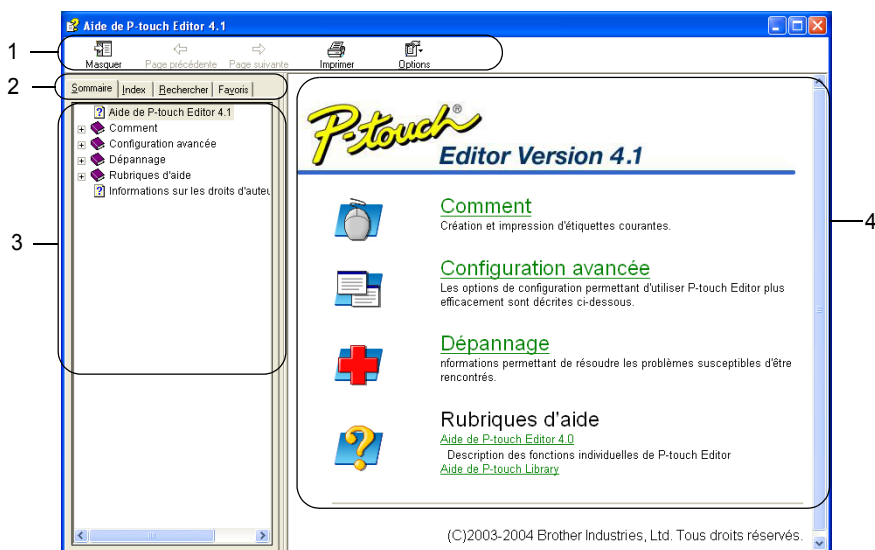 Aide de P-touch Editor 4.1
1
Masquer Page précédente Page suivante Imprimer Options
2
Sommaire Index Rechercher Favoris
Aide de P-touch Editor 4.1
Comment
Configuration avancée
Dépannage
Rubriques d'aide
Informations sur les droits d'auteu
3
P-touch®
Editor Version 4.1
Comment
Création et impression d'étiquettes courantes.
4
Configuration avancée
Les options de configuration permettant d'utiliser P-touch Editor plus
efficacement sont décrites ci-dessous.
Dépannage
nformations permettant de résoudre les problèmes susceptibles d'être
rencontrés.
Rubriques d'aide
Aide de P-touch Editor 4.0
Description des fonctions individuelles de P-touch Editor
Aide de P-touch Library
(C)2003-2004 Brother Industries, Ltd. Tous droits réservés.